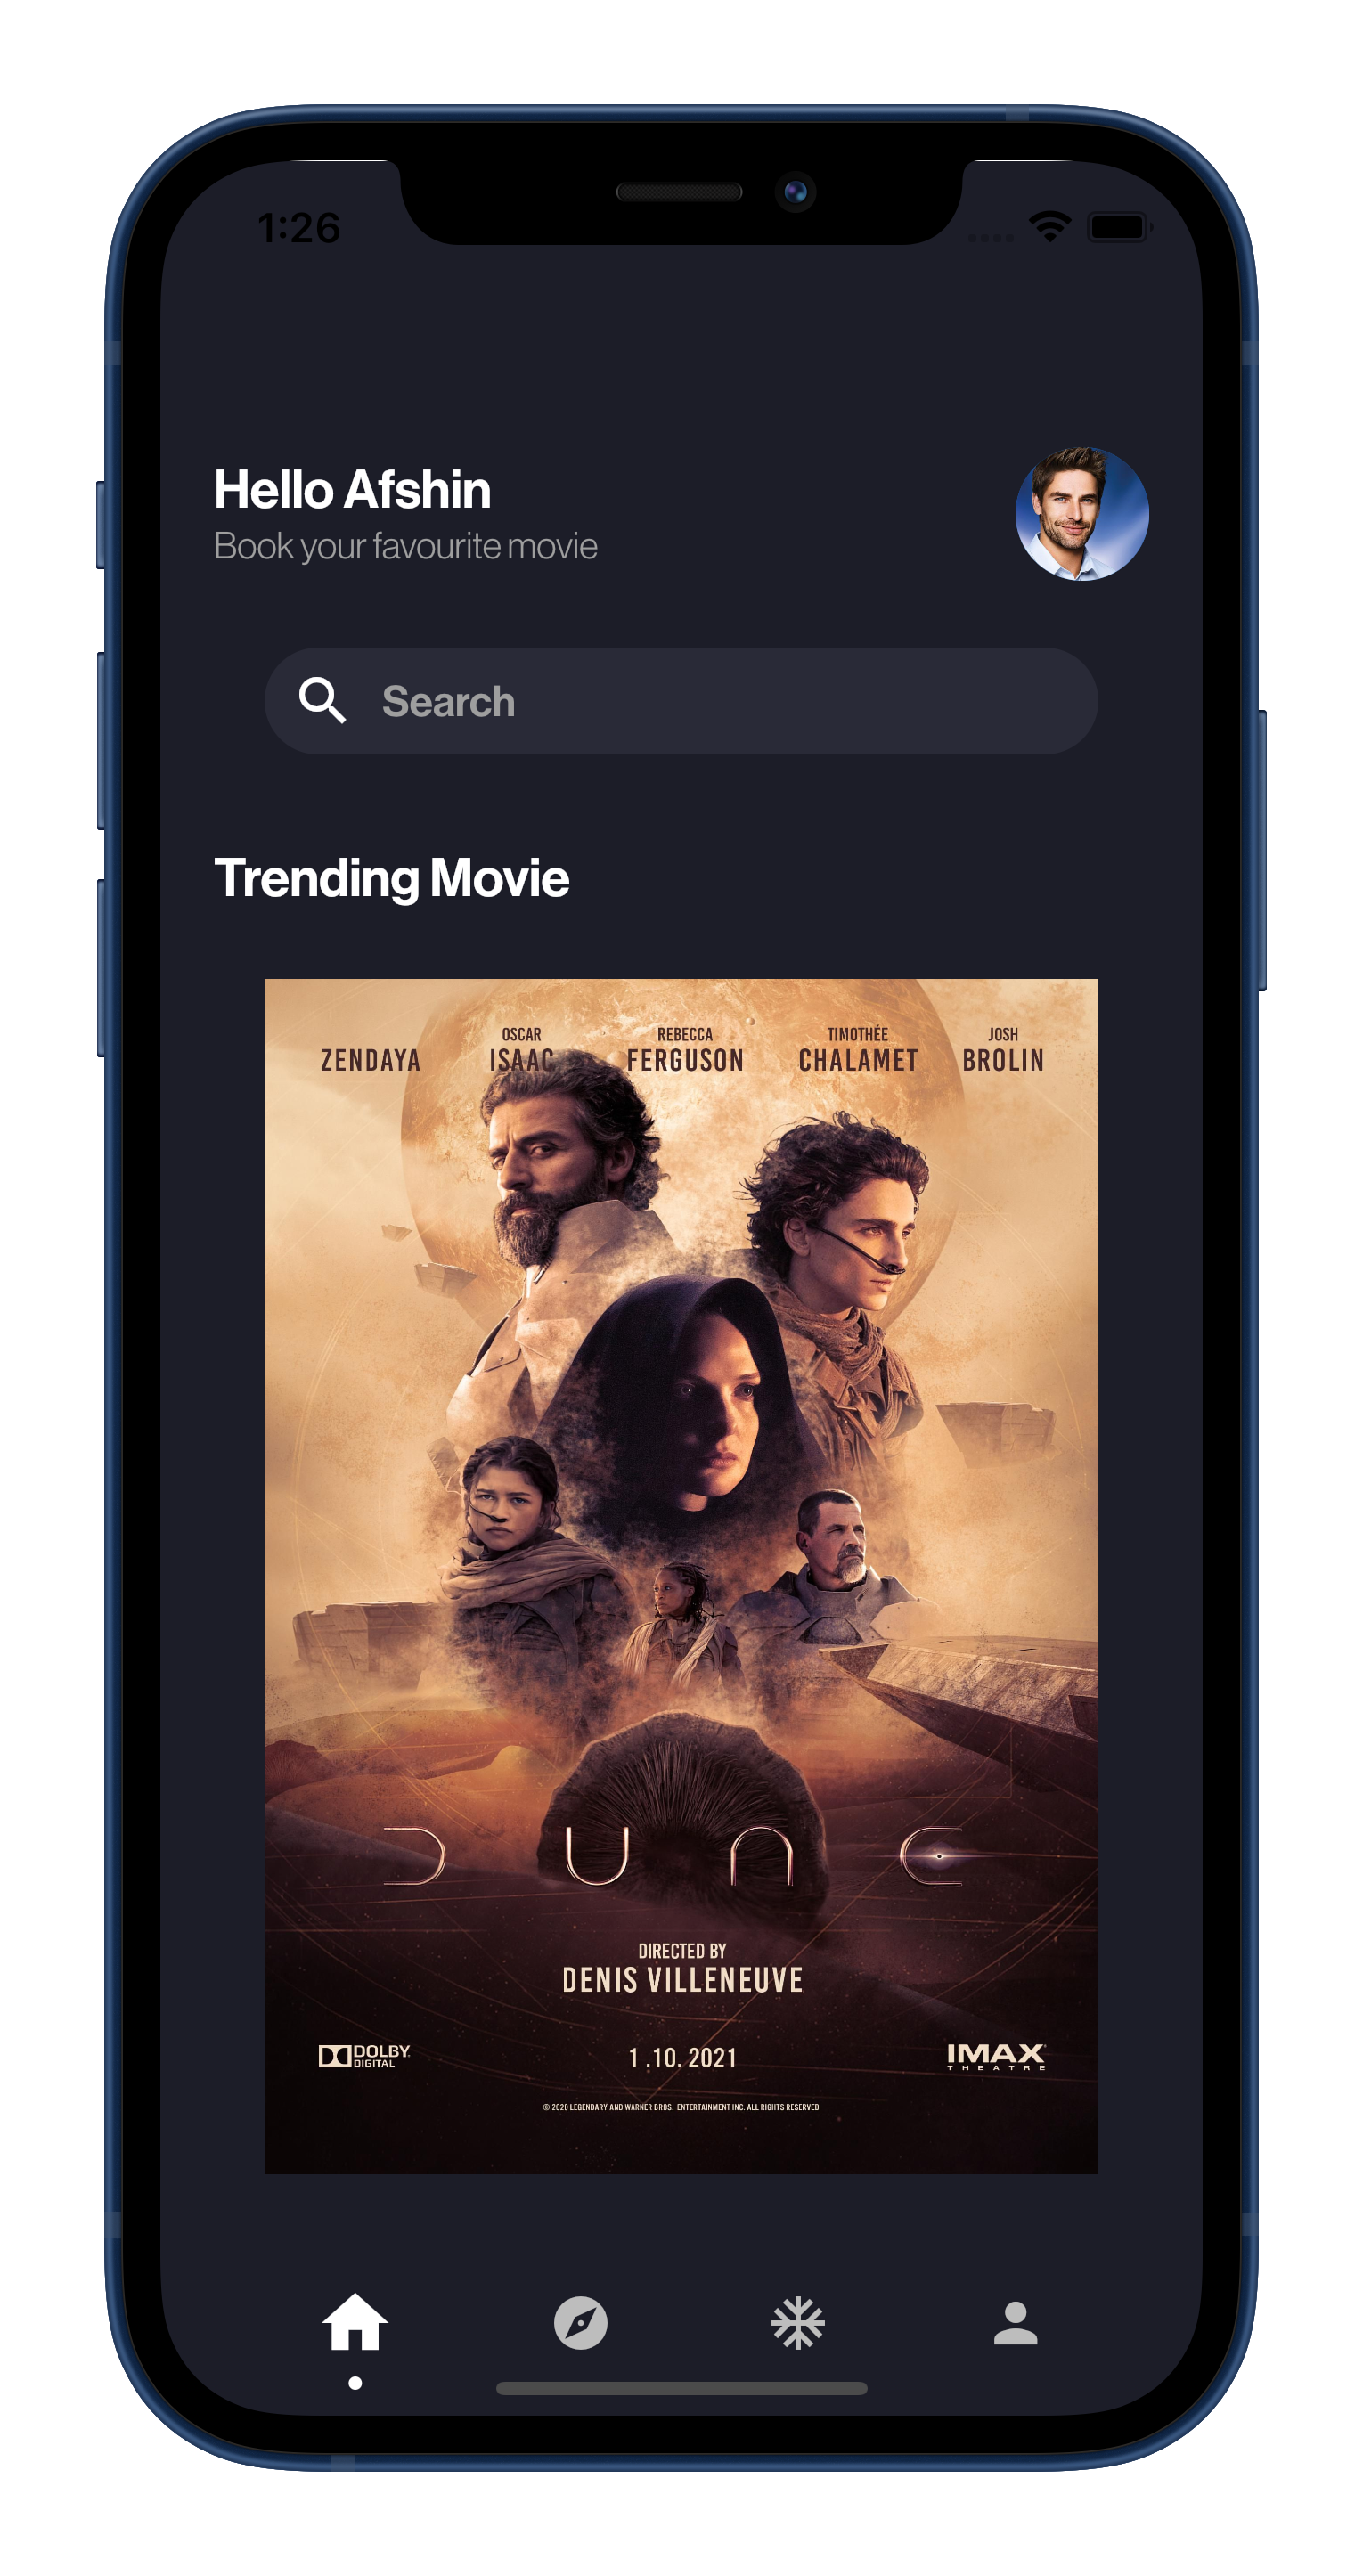 1:26
Hello Afshin
Book your favourite movie
Search
Trending Movie
ZENDAYA
OSCAR
ISAAC
REBECCA
FERGUSON
TIMOTHÉE
CHALAMET
JOSH
BROLIN
DUNE
DIRECTED BY
DENIS VILLENEUVE
DOLBY
DIGITAL
1.10.2021
IMAX
THEATRE
© 2020 LEGENDARY AND WARNER BROS. ENTERTAINMENT INC. ALL RIGHTS RESERVED